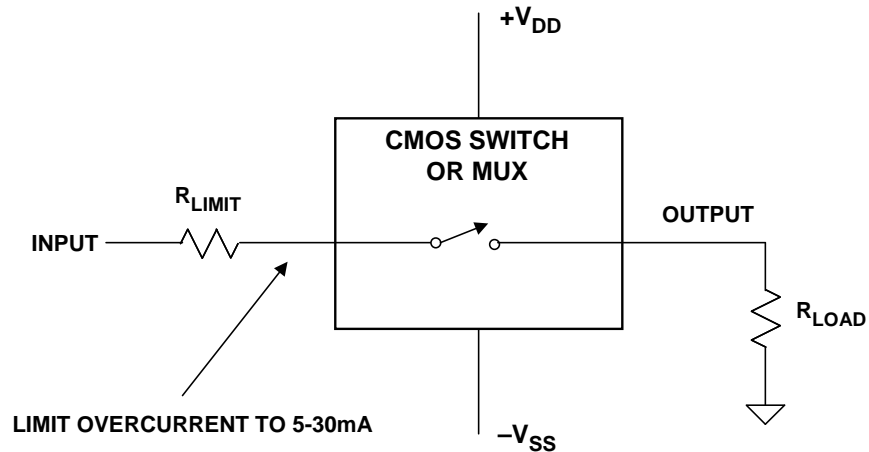 +VDD
CMOS SWITCH
OR MUX
RLIMIT
INPUT
OUTPUT
RLOAD
LIMIT OVERCURRENT TO 5-30mA
–VSS